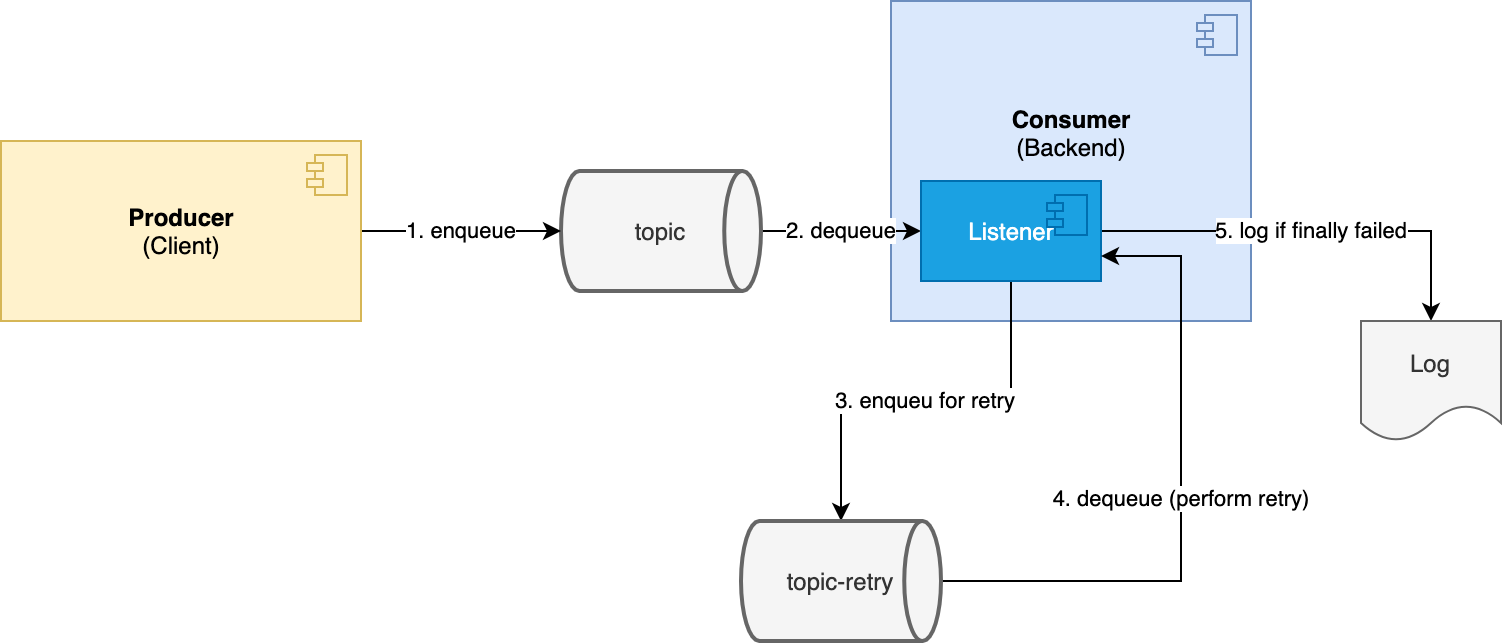 Consumer
(Backend)
Producer
(Client)
1. enqueue
topic
2. dequeue
Listener
5. log if finally failed
Log
3. enqueu for retry
4. dequeue (perform retry)
topic-retry